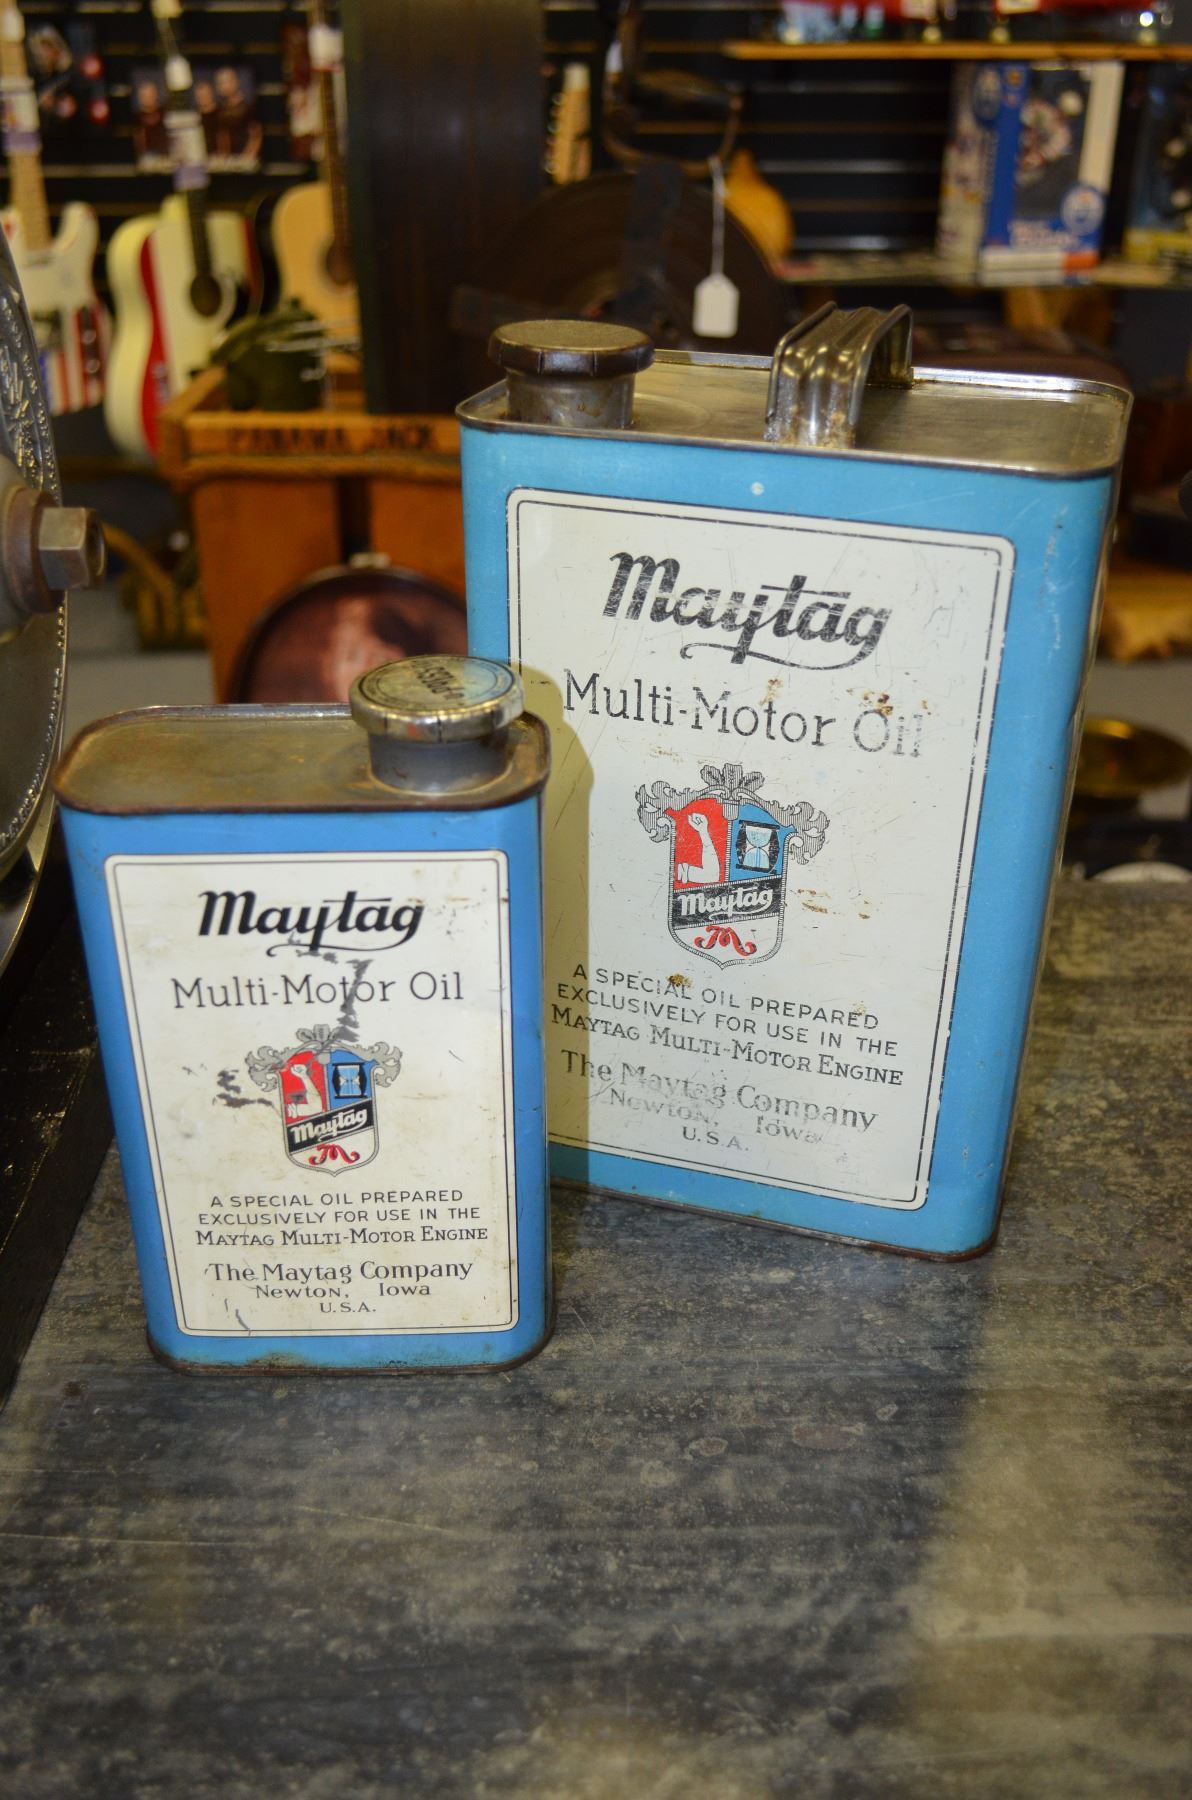 PANAMA JACK
Maytag
Multi-Motor Oil
Maytag
M
A SPECIAL OIL PREPARED
EXCLUSIVELY FOR USE IN THE
MAYTAG MULTI-MOTOR ENGINE
The Maytag Company
Newton, Iowa
U.S.A.
Maytag
Multi-Motor Oil
Maytag
M
A SPECIAL OIL PREPARED
EXCLUSIVELY FOR USE IN THE
MAYTAG MULTI-MOTOR ENGINE
The Maytag Company
Newton, Iowa
U.S.A.